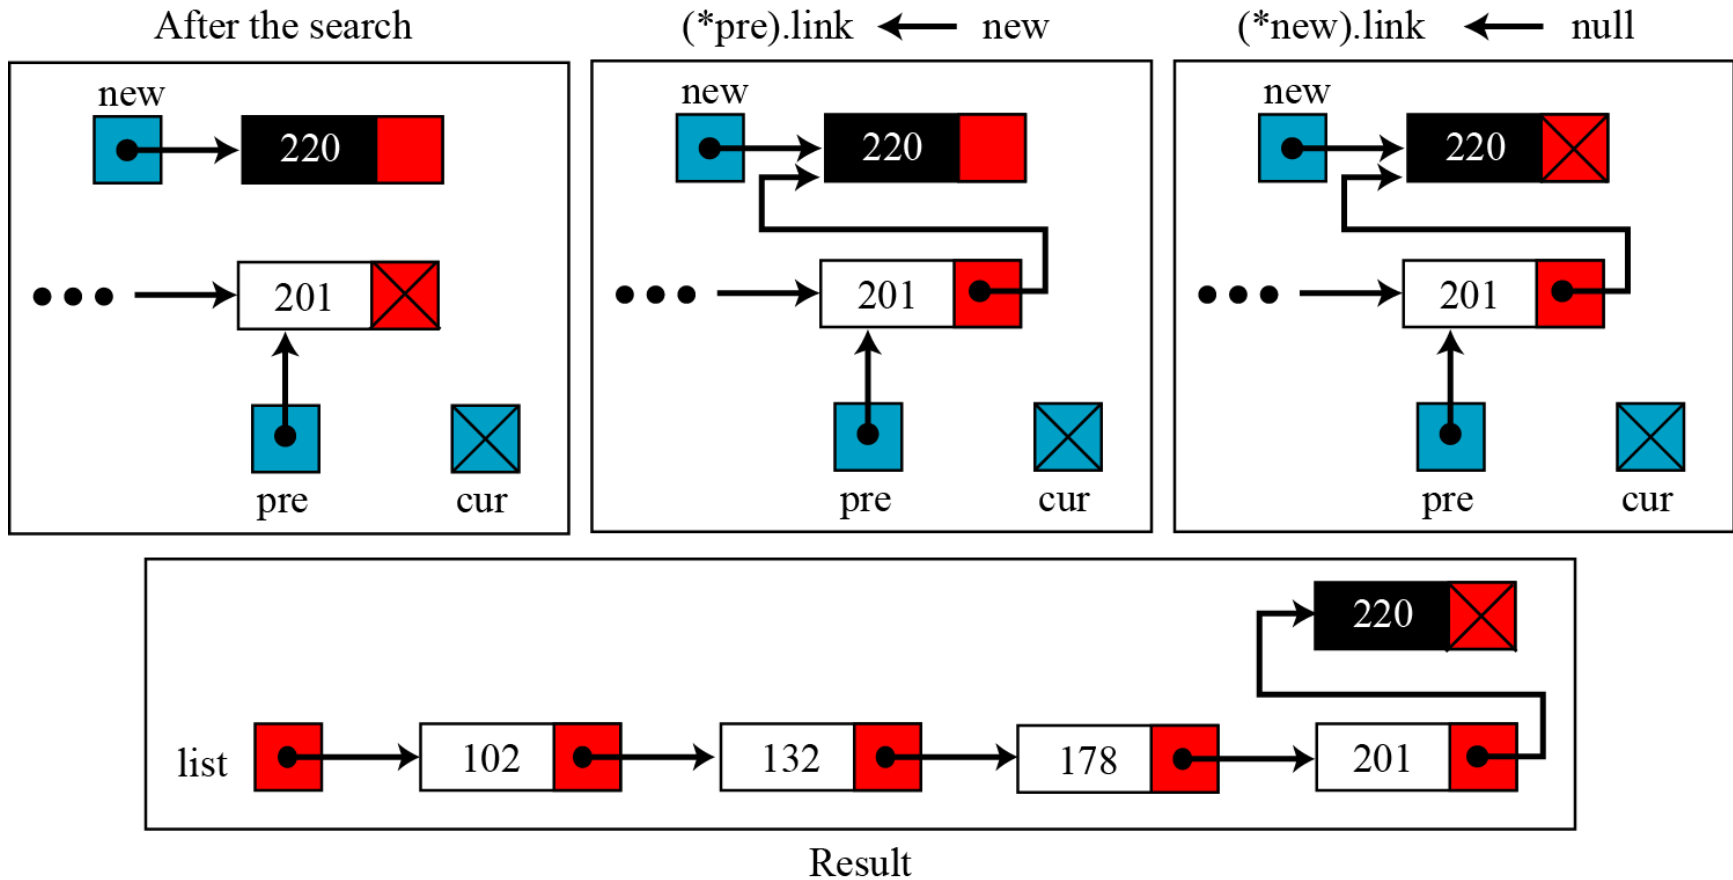 After the search
(*pre).link new
(*new).link null
new
220
201
pre
cur
new
220
201
pre
cur
new
220
201
pre
cur
220
list
102
132
178
201
Result